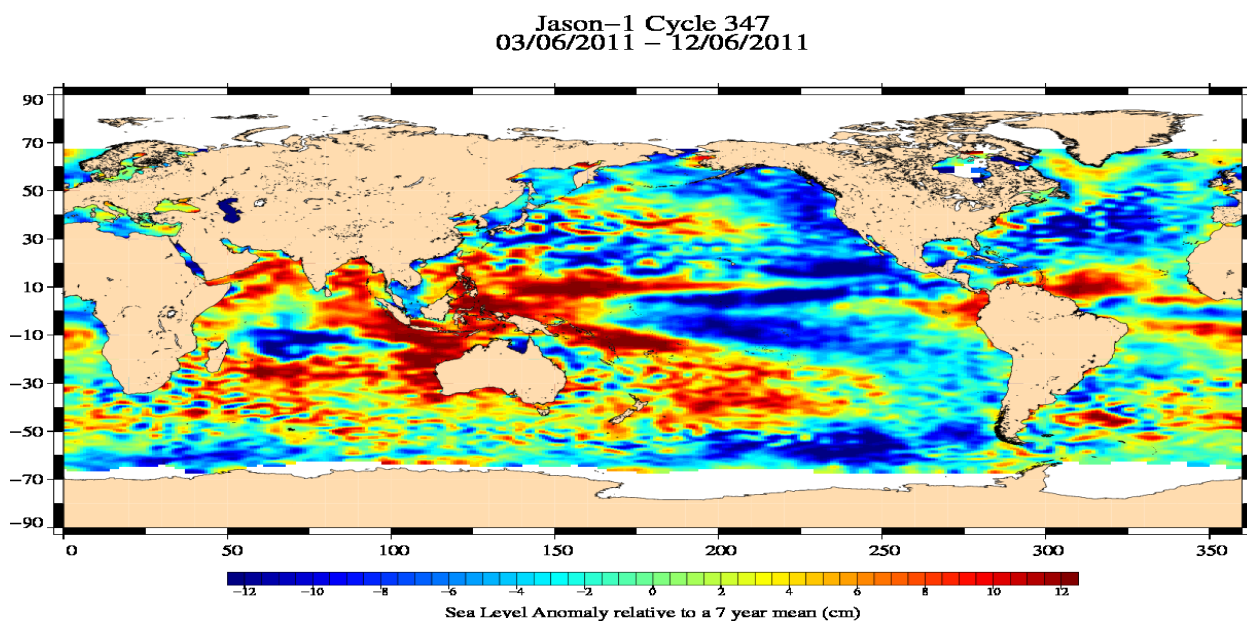 Jason−1 Cycle 347
03/06/2011 − 12/06/2011
90
70
50
30
10
−10
−30
−50
−70
−90
0 50 100 150 200 250 300 350
−12 −10 −8 −6 −4 −2 0 2 4 6 8 10 12
Sea Level Anomaly relative to a 7 year mean (cm)